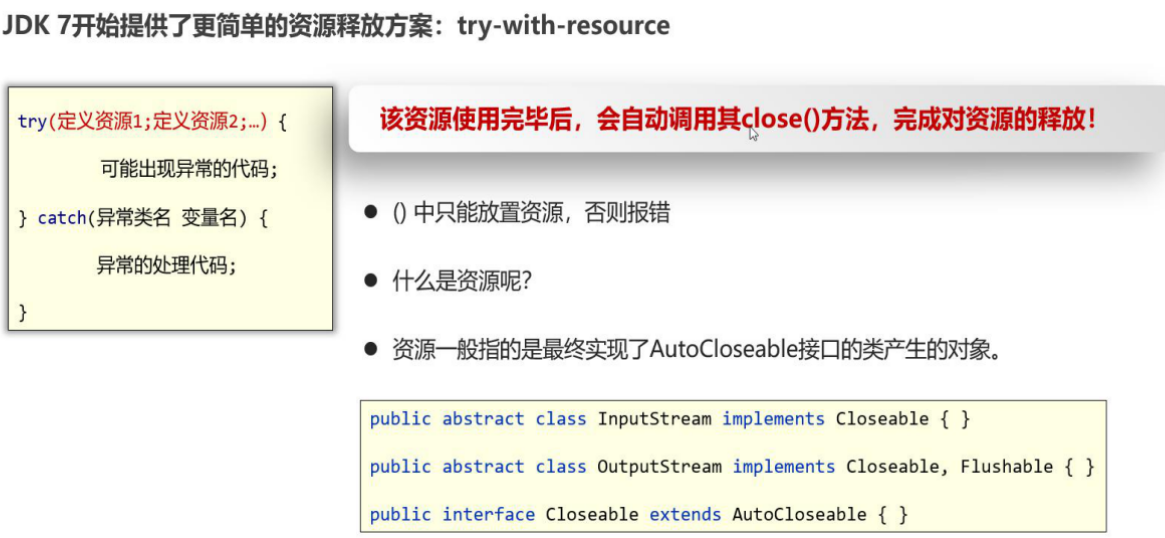 JDK 7开始提供了更简单的资源释放方案：try-with-resource
try(定义资源1;定义资源2;…) {
可能出现异常的代码;
} catch(异常类名 变量名) {
异常的处理代码;
}
该资源使用完毕后，会自动调用其close()方法，完成对资源的释放！
● () 中只能放置资源，否则报错
● 什么是资源呢？
● 资源一般指的是最终实现了AutoCloseable接口的类产生的对象。
public abstract class InputStream implements Closeable { }
public abstract class OutputStream implements Closeable, Flushable { }
public interface Closeable extends AutoCloseable { }